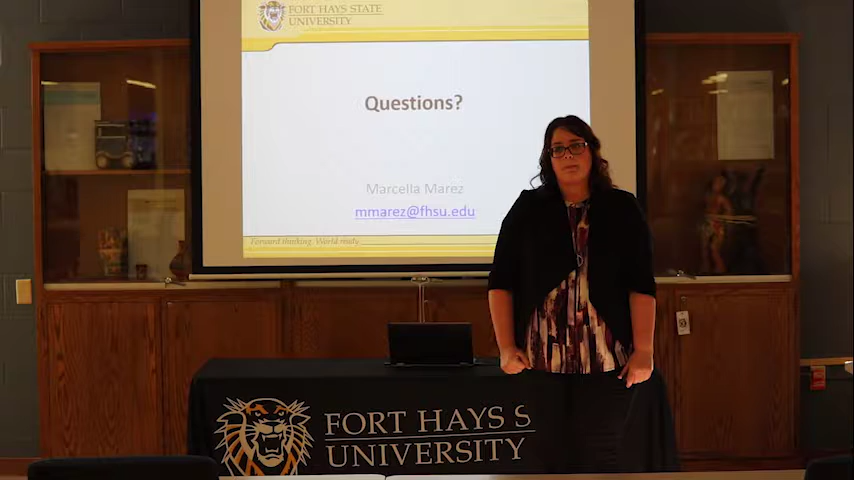 FORT HAYS STATE
UNIVERSITY
Questions?
Marcella Marez
mmarez@fhsu.edu
Forward thinking. World ready.
FORT HAYS S
UNIVERSITY